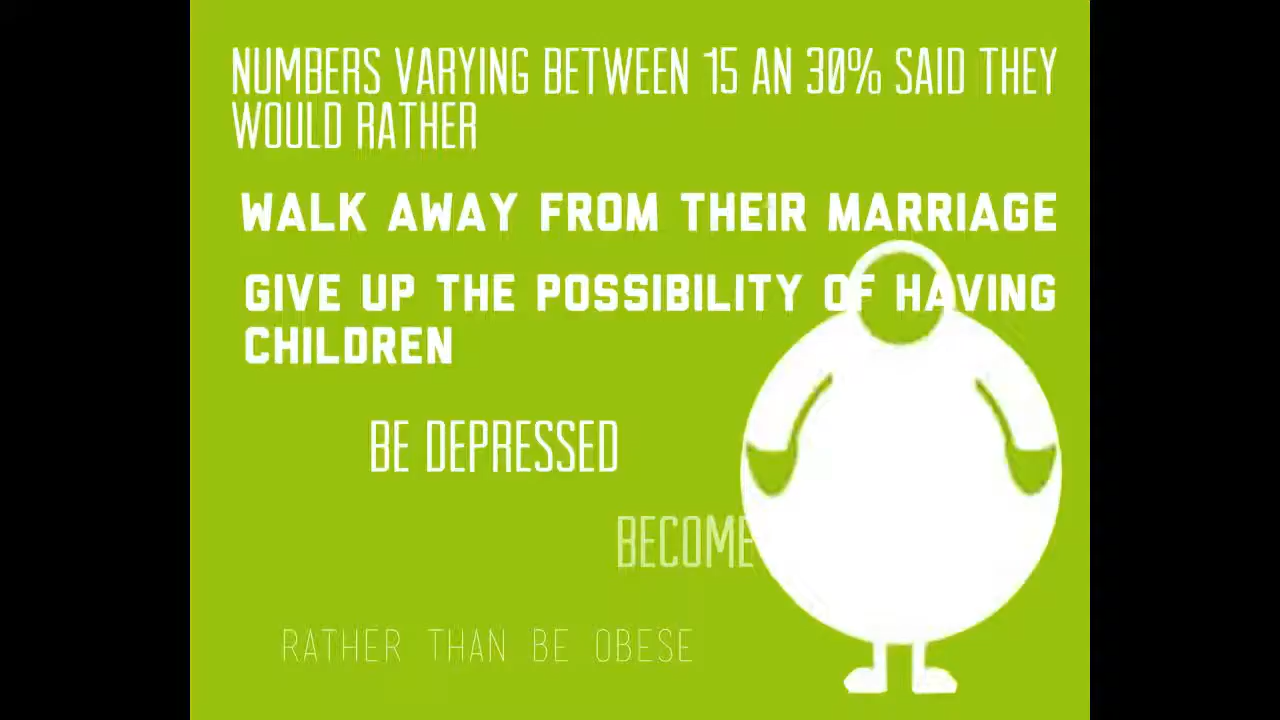 NUMBERS VARYING BETWEEN 15 AN 30% SAID THEY
WOULD RATHER
WALK AWAY FROM THEIR MARRIAGE
GIVE UP THE POSSIBILITY OF HAVING
CHILDREN
BE DEPRESSED
BECOME
RATHER THAN BE OBESE